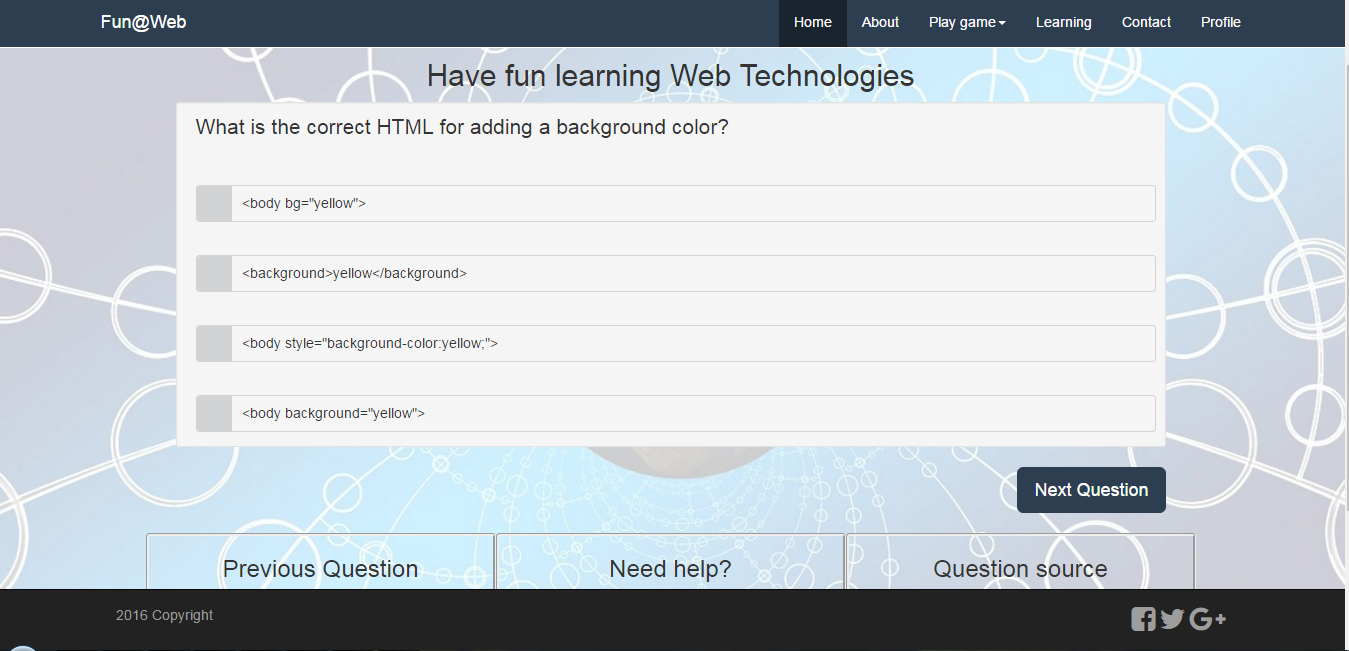 Fun@Web Home About Play game Learning Contact Profile
Have fun learning Web Technologies
What is the correct HTML for adding a background color?
<body bg="yellow">
<background>yellow</background>
<body style="background-color:yellow;">
<body background="yellow">
Next Question
Previous Question Need help? Question source
2016 Copyright